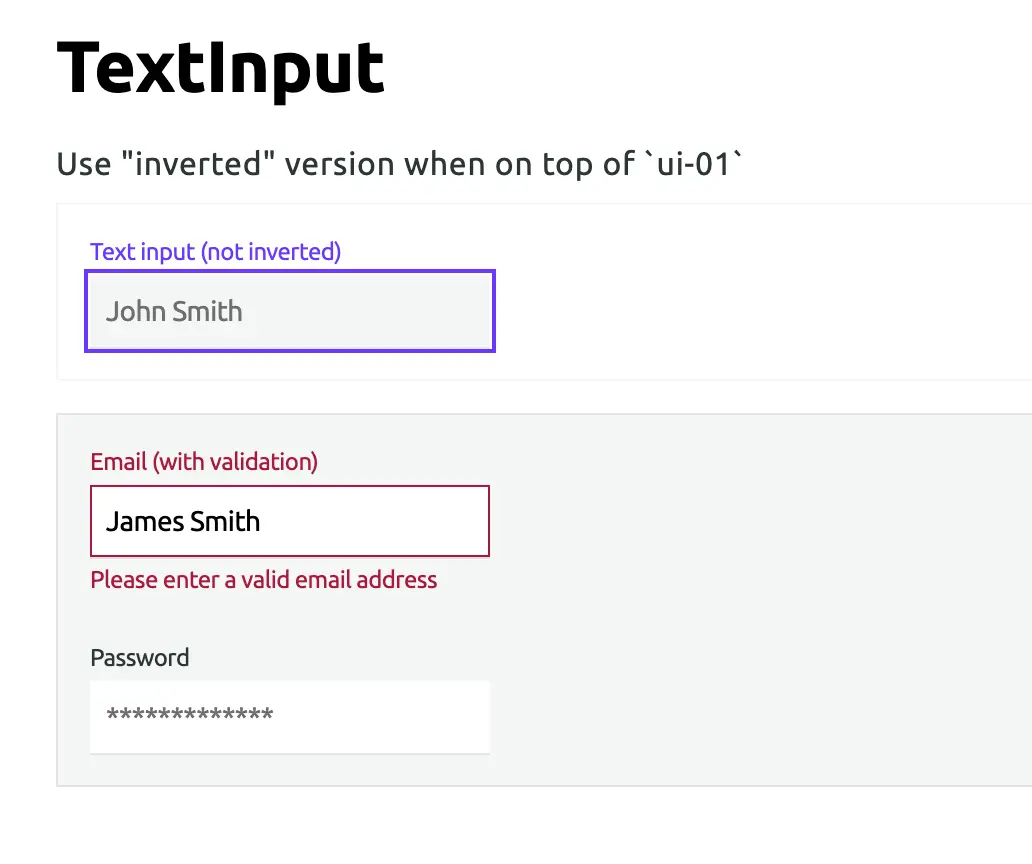 TextInput
Use "inverted" version when on top of `ui-01`
Text input (not inverted)
John Smith
Email (with validation)
James Smith
Please enter a valid email address
Password
*************